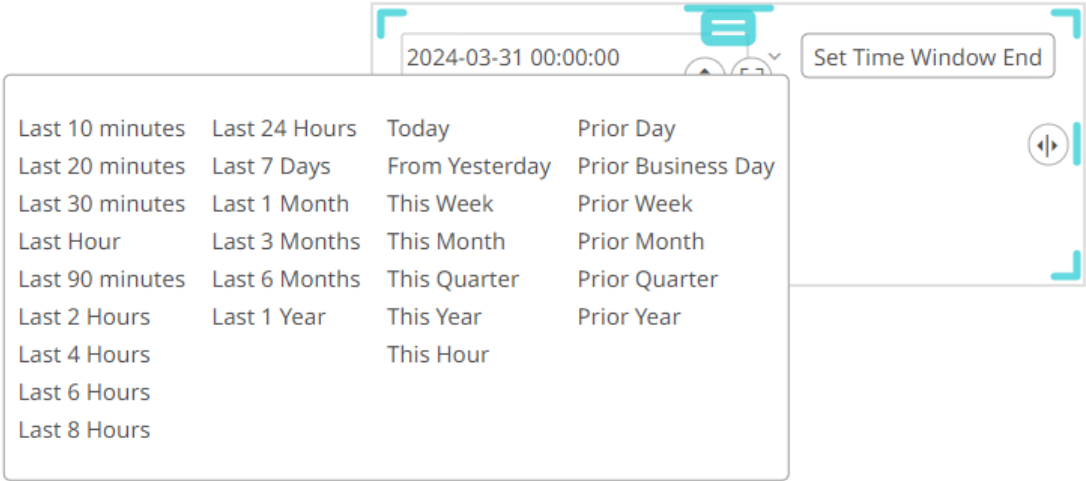 2024-03-31 00:00:00
Set Time Window End
Last 10 minutes
Last 20 minutes
Last 30 minutes
Last Hour
Last 90 minutes
Last 2 Hours
Last 4 Hours
Last 6 Hours
Last 8 Hours
Last 24 Hours
Last 7 Days
Last 1 Month
Last 3 Months
Last 6 Months
Last 1 Year
Today
From Yesterday
This Week
This Month
This Quarter
This Year
This Hour
Prior Day
Prior Business Day
Prior Week
Prior Month
Prior Quarter
Prior Year